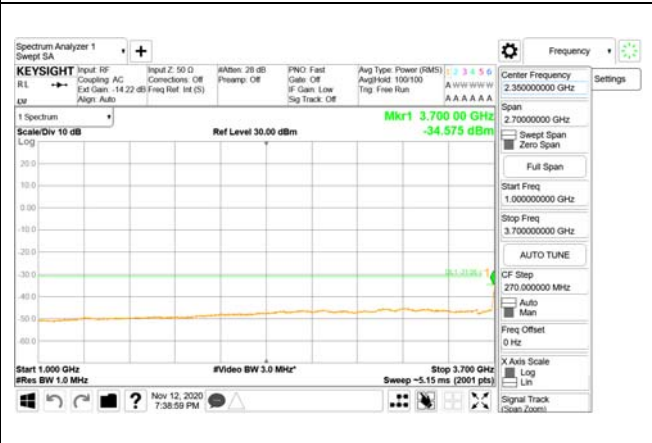 Spectrum Analyzer 1
Swept SA
Frequency
KEYSIGHT
Input: RF
Input Z: 50 Ω
#Atten: 28 dB
PNO: Fast
Avg Type: Power (RMS)
1 2 3 4 5 6
RL
Coupling: AC
Corrections: Off
Preamp: Off
Gate: Off
Avg|Hold: 100/100
A W W W W W
Ext Gain: -14.22 dB
Freq Ref: Int (S)
IF Gain: Low
Trig: Free Run
Align: Auto
Sig Track: Off
A A A A A A
1 Spectrum
Mkr1 3.700 00 GHz
Scale/Div 10 dB
Ref Level 30.00 dBm
-34.575 dBm
Log
20.0
10.0
0.00
-10.0
-20.0
-30.0
1
-40.0
-50.0
-60.0
Start 1.000 GHz
#Video BW 3.0 MHz*
Stop 3.700 GHz
#Res BW 1.0 MHz
Sweep ~5.15 ms (2001 pts)
Nov 12, 2020
7:38:59 PM
Center Frequency
2.350000000 GHz
Settings
Span
2.70000000 GHz
Swept Span
Zero Span
Full Span
Start Freq
1.000000000 GHz
Stop Freq
3.700000000 GHz
AUTO TUNE
CF Step
270.000000 MHz
Auto
Man
Freq Offset
0 Hz
X Axis Scale
Log
Lin
Signal Track
(Span Zoom)